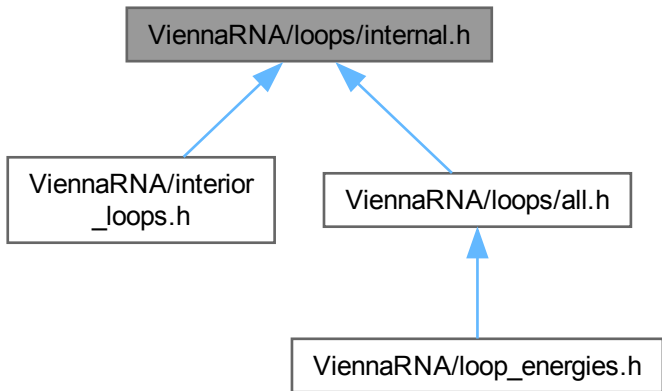 ViennaRNA/loops/internal.h
ViennaRNA/interior
_loops.h
ViennaRNA/loops/all.h
ViennaRNA/loop_energies.h